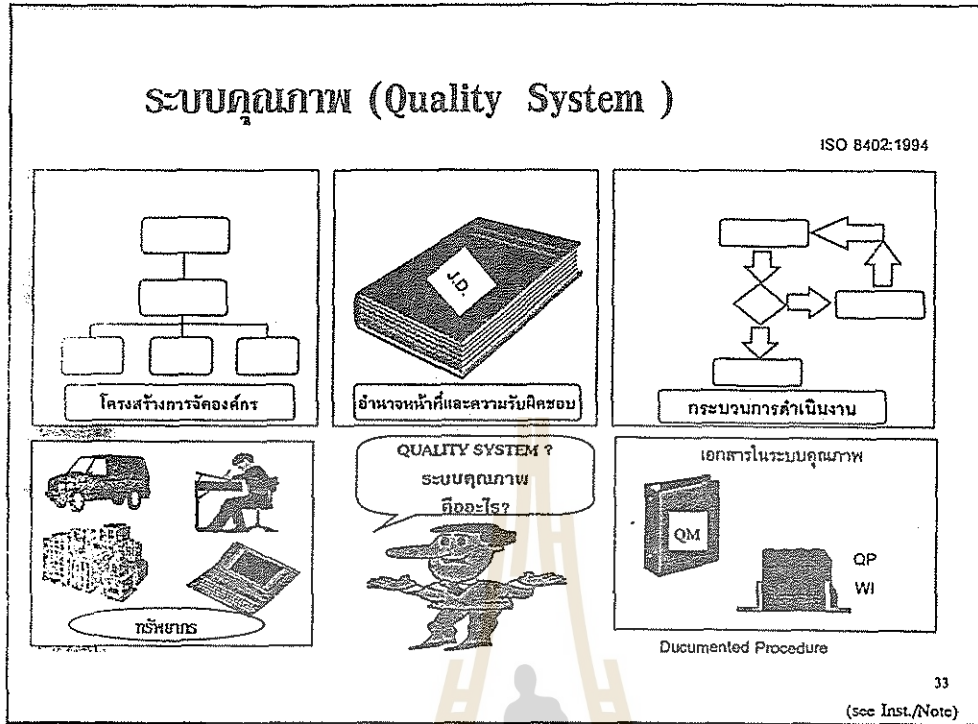 ระบบคุณภาพ (Quality System )
ISO 8402:1994
J.D.
โครงสร้างการจัดองค์กร
อำนาจหน้าที่และความรับผิดชอบ
กระบวนการดำเนินงาน
ทรัพยากร
QUALITY SYSTEM ?
ระบบคุณภาพ
คืออะไร?
เอกสารในระบบคุณภาพ
QM
QP
WI
Ducumented Procedure
33
(see Inst./Note)